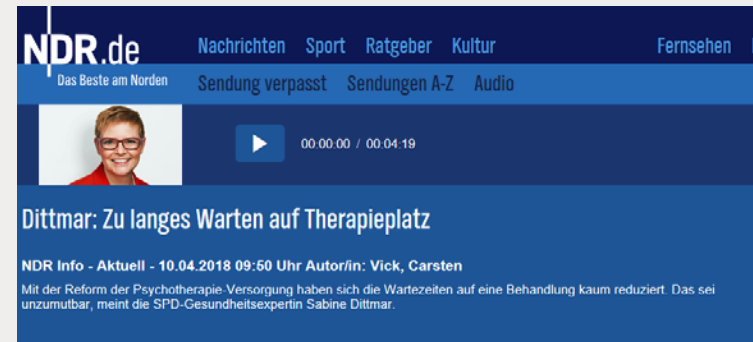 NDR.de
Das Beste am Norden
Nachrichten Sport Ratgeber Kultur Fernsehen
Sendung verpasst Sendungen A-Z Audio
00:00:00 / 00:04:19
Dittmar: Zu langes Warten auf Therapieplatz
NDR Info - Aktuell - 10.04.2018 09:50 Uhr Autor/in: Vick, Carsten
Mit der Reform der Psychotherapie-Versorgung haben sich die Wartezeiten auf eine Behandlung kaum reduziert. Das sei
unzumutbar, meint die SPD-Gesundheitsexpertin Sabine Dittmar.